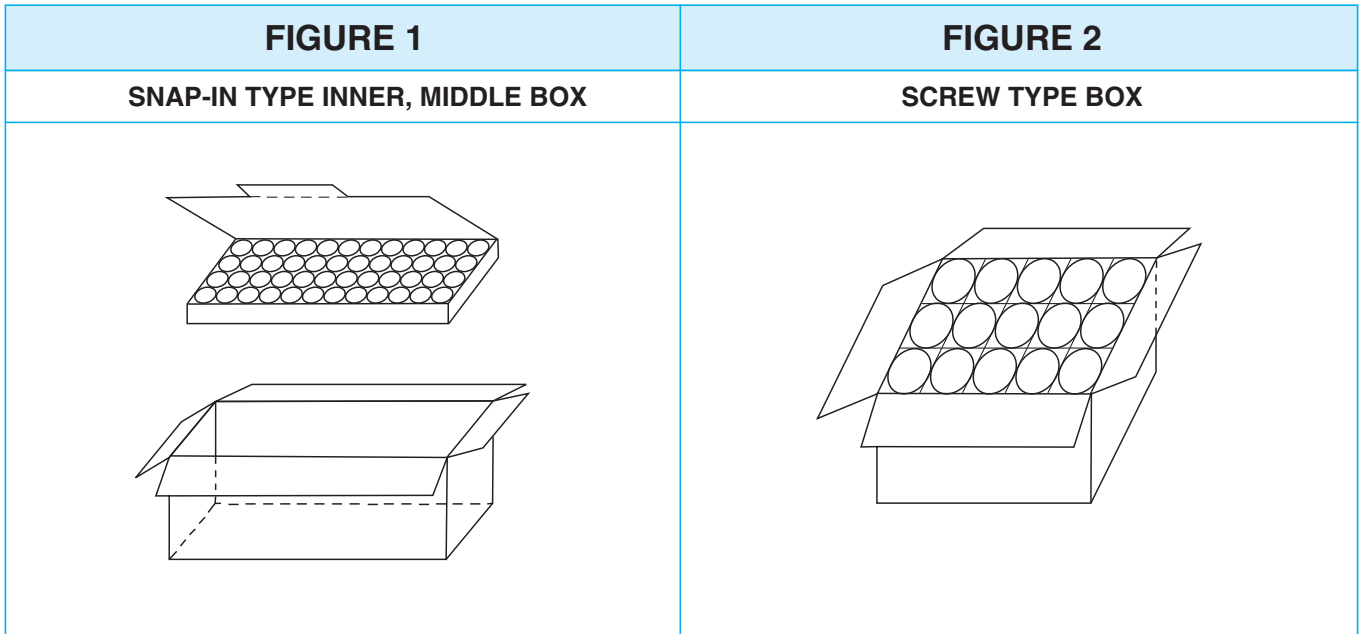 FIGURE 1
FIGURE 2
SNAP-IN TYPE INNER, MIDDLE BOX
SCREW TYPE BOX